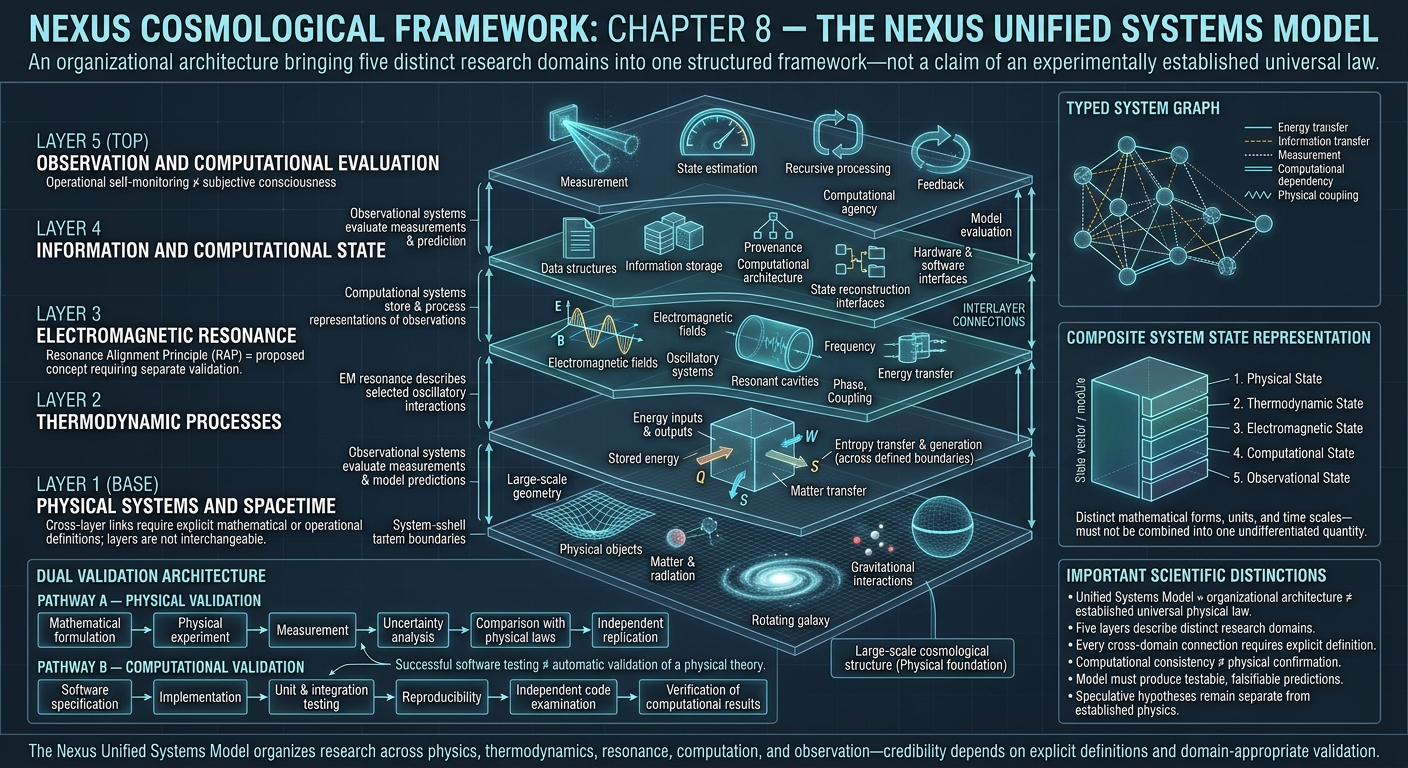 NEXUS COSMOLOGICAL FRAMEWORK: CHAPTER 8 — THE NEXUS UNIFIED SYSTEMS MODEL
An organizational architecture bringing five distinct research domains into one structured framework—not a claim of an experimentally established universal law.
LAYER 5 (TOP)
OBSERVATION AND COMPUTATIONAL EVALUATION
Operational self-monitoring ≠ subjective consciousness
LAYER 4
INFORMATION AND COMPUTATIONAL STATE
LAYER 3
ELECTROMAGNETIC RESONANCE
Resonance Alignment Principle (RAP) = proposed
concept requiring separate validation.
LAYER 2
THERMODYNAMIC PROCESSES
LAYER 1 (BASE)
PHYSICAL SYSTEMS AND SPACETIME
Cross-layer links require explicit mathematical or operational
definitions; layers are not interchangeable.
Observational systems
evaluate measurements
& prediction
Computational systems
store & process
representations of observations
EM resonance describes
selected oscillatory
interactions
Observational systems
evaluate measurements
& model predictions
System-sshell
tartem boundaries
Measurement
State estimation
Recursive processing
Feedback
Computational
agency
Model
evaluation
Data structures
Information storage
Provenance
Computational
architecture
State reconstruction
interfaces
Hardware &
software
interfaces
INTERLAYER
CONNECTIONS
E
B
Electromagnetic fields
Electromagnetic
fields
Oscillatory
systems
Resonant cavities
Frequency
Phase,
Coupling
Energy transfer
Energy inputs
& outputs
Stored energy
Q
W
S
S
Entropy transfer & generation
(across defined boundaries)
Matter transfer
Large-scale
geometry
Physical objects
Matter &
radiation
Gravitational
interactions
Rotating galaxy
Large-scale cosmological
structure (Physical foundation)
TYPED SYSTEM GRAPH
Energy transfer
Information transfer
Measurement
Computational
dependency
Physical coupling
COMPOSITE SYSTEM STATE REPRESENTATION
State vector / module
1. Physical State
2. Thermodynamic State
3. Electromagnetic State
4. Computational State
5. Observational State
Distinct mathematical forms, units, and time scales—
must not be combined into one undifferentiated quantity.
IMPORTANT SCIENTIFIC DISTINCTIONS
• Unified Systems Model organizational architecture ≠
established universal physical law.
• Five layers describe distinct research domains.
• Every cross-domain connection requires explicit definition.
• Computational consistency ≠ physical confirmation.
• Model must produce testable, falsifiable predictions.
• Speculative hypotheses remain separate from
established physics.
DUAL VALIDATION ARCHITECTURE
PATHWAY A — PHYSICAL VALIDATION
Mathematical
formulation
Physical
experiment
Measurement
Uncertainty
analysis
Comparison with
physical laws
Independent
replication
PATHWAY B — COMPUTATIONAL VALIDATION
Successful software testing ≠ automatic validation of a physical theory.
Software
specification
Implementation
Unit & integration
testing
Reproducibility
Independent code
examination
Verification of
computational results
The Nexus Unified Systems Model organizes research across physics, thermodynamics, resonance, computation, and observation—credibility depends on explicit definitions and domain-appropriate validation.